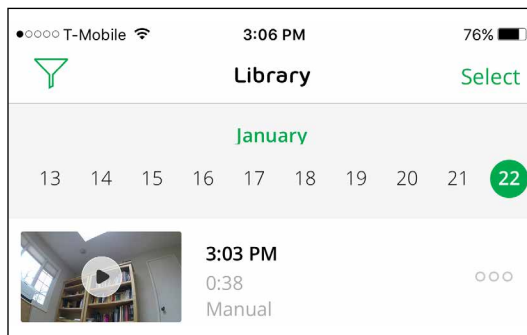 T-Mobile 3:06 PM 76%
Library Select
January
13 14 15 16 17 18 19 20 21 22
3:03 PM
0:38
Manual